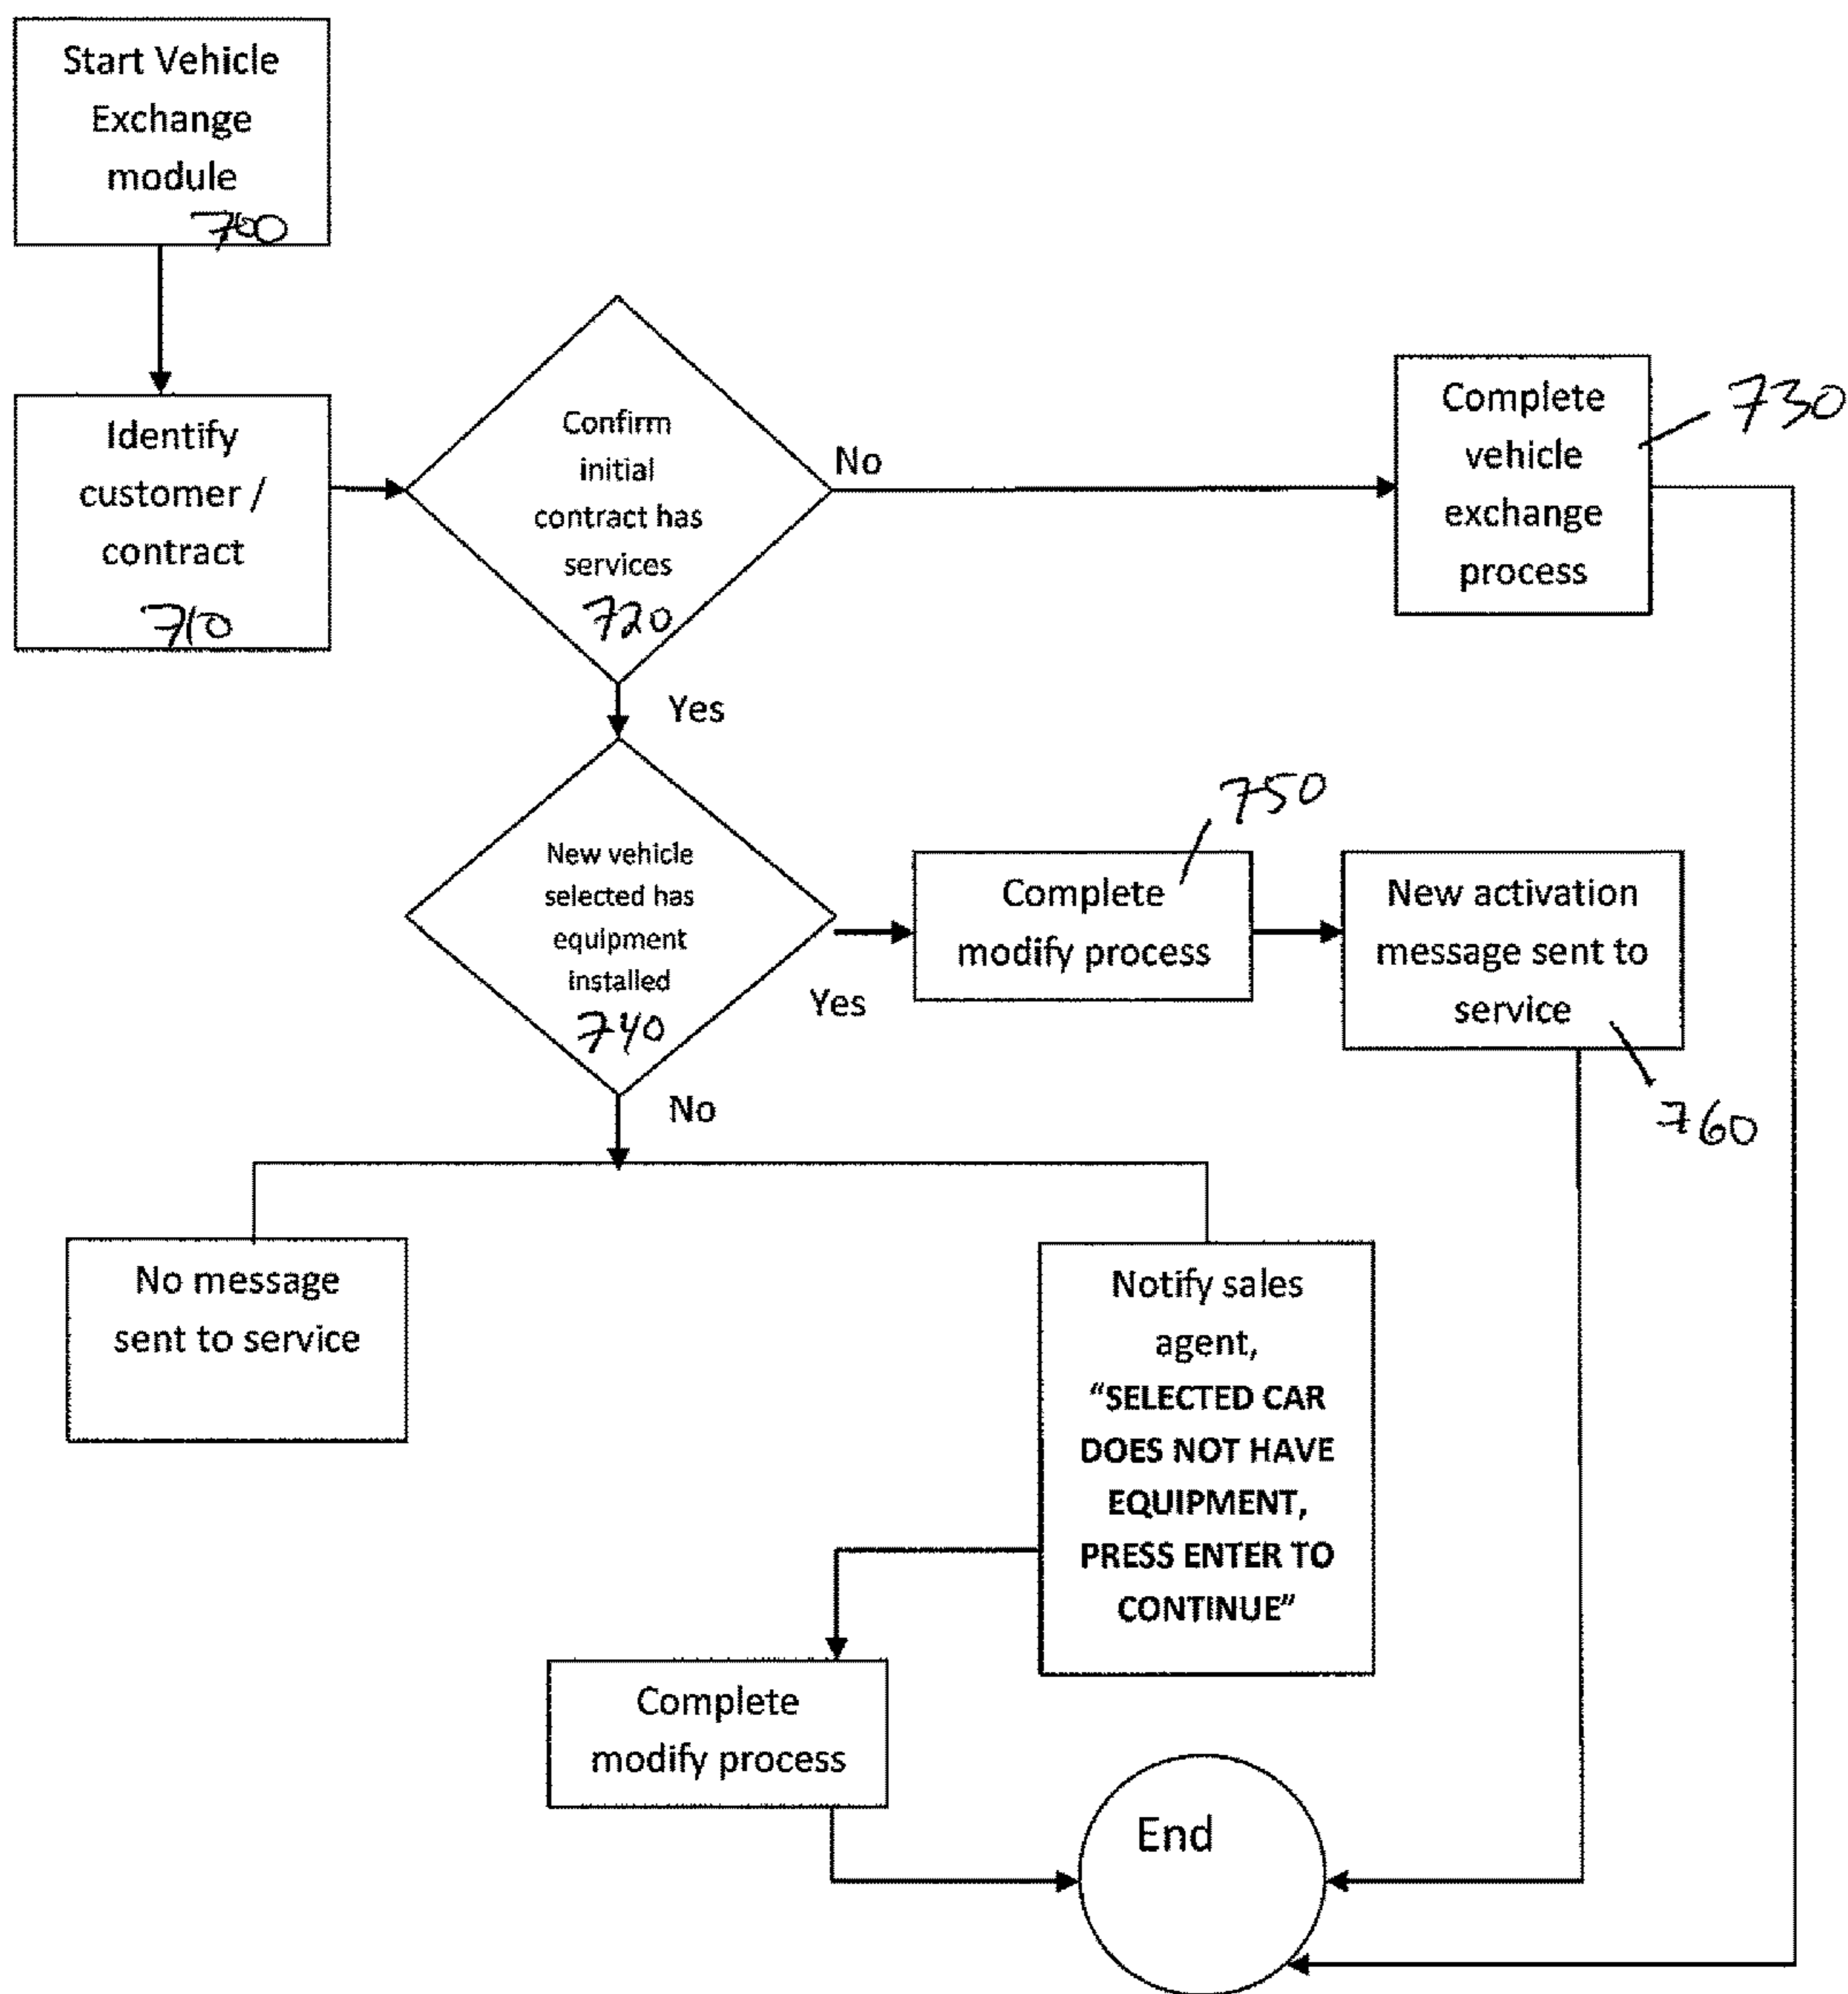 Start Vehicle
Exchange
module
700
Identify
customer /
contract
710
Confirm
initial
contract has
services
720
No
Complete
vehicle
exchange
process
730
Yes
New vehicle
selected has
equipment
installed
740
Yes
Complete
modify process
750
New activation
message sent to
service
760
No
No message
sent to service
Notify sales
agent,
“SELECTED CAR
DOES NOT HAVE
EQUIPMENT,
PRESS ENTER TO
CONTINUE”
Complete
modify process
End